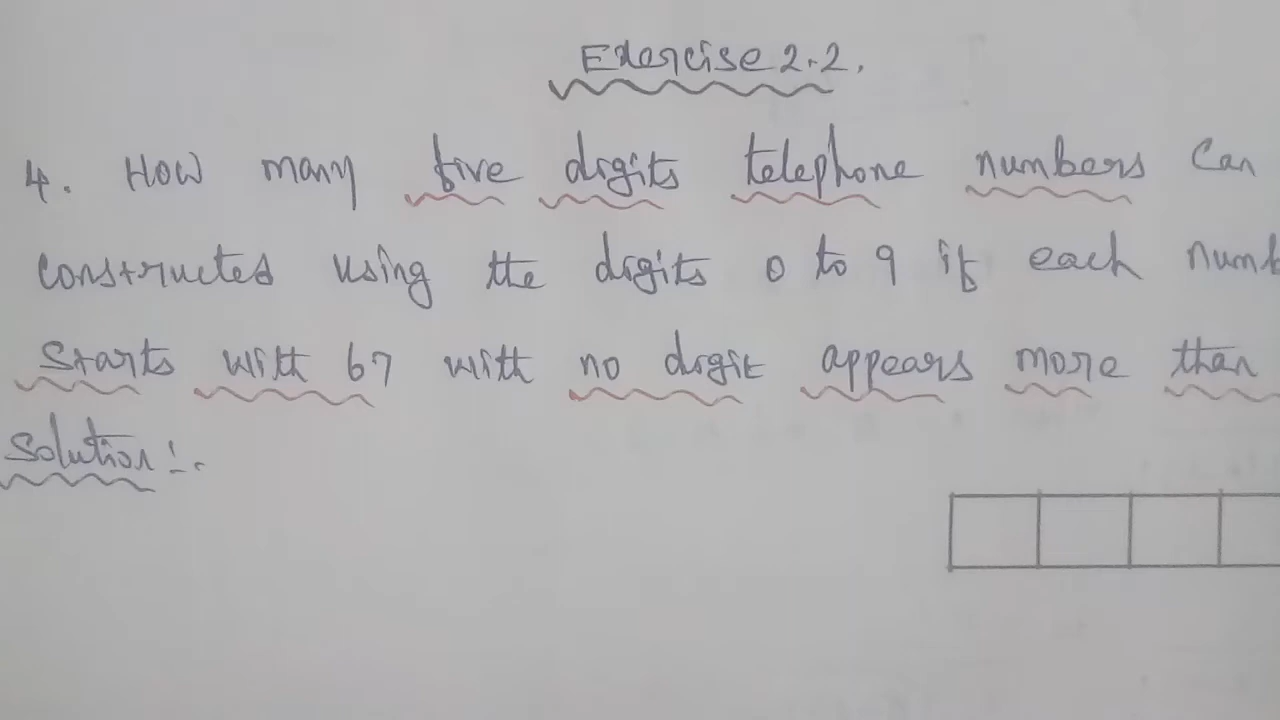 Exercise 2.2.
4. How many five digits telephone numbers can
constructed using the digits 0 to 9 if each numb
starts with 67 with no digit appears more than
Solution:-